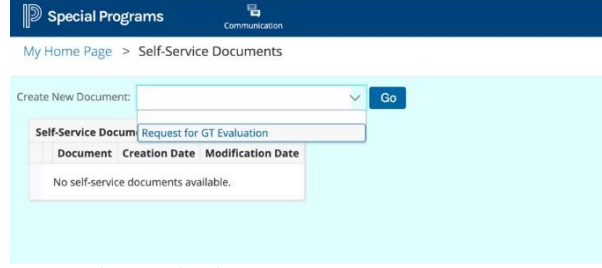 Special Programs
Communication
My Home Page > Self-Service Documents
Create New Document:
Go
Request for GT Evaluation
Self-Service Docum
Document Creation Date Modification Date
No self-service documents available.